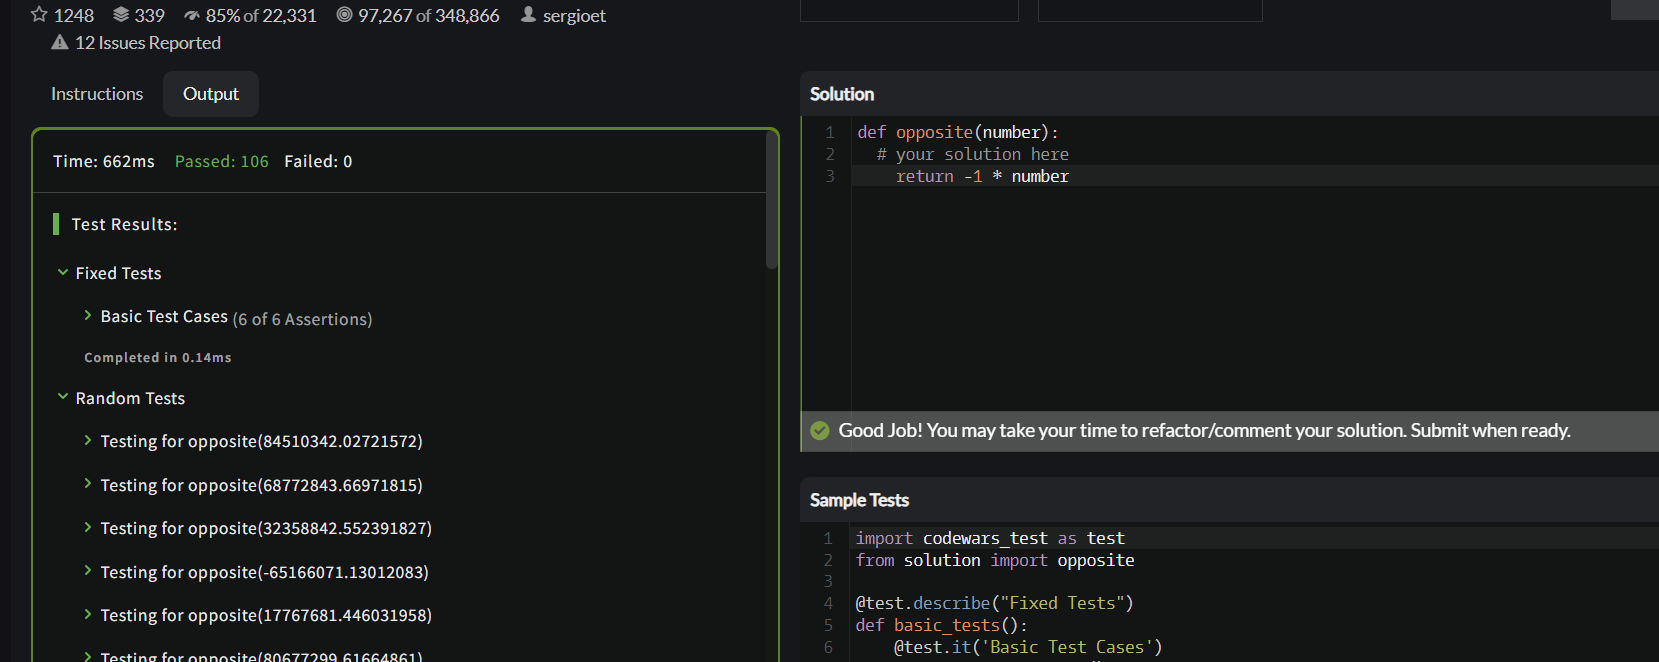 1248 339 85% of 22,331 97,267 of 348,866 sergioet
12 Issues Reported
Instructions Output
Time: 662ms Passed: 106 Failed: 0
Test Results:
Fixed Tests
Basic Test Cases (6 of 6 Assertions)
Completed in 0.14ms
Random Tests
Testing for opposite(84510342.02721572)
Testing for opposite(68772843.66971815)
Testing for opposite(32358842.552391827)
Testing for opposite(-65166071.13012083)
Testing for opposite(17767681.446031958)
Testing for opposite(80677299.61664861)
Solution
1 def opposite(number):
2 # your solution here
3 return -1 * number
Good Job! You may take your time to refactor/comment your solution. Submit when ready.
Sample Tests
1 import codewars_test as test
2 from solution import opposite
3
4 @test.describe("Fixed Tests")
5 def basic_tests():
6 @test.it('Basic Test Cases')